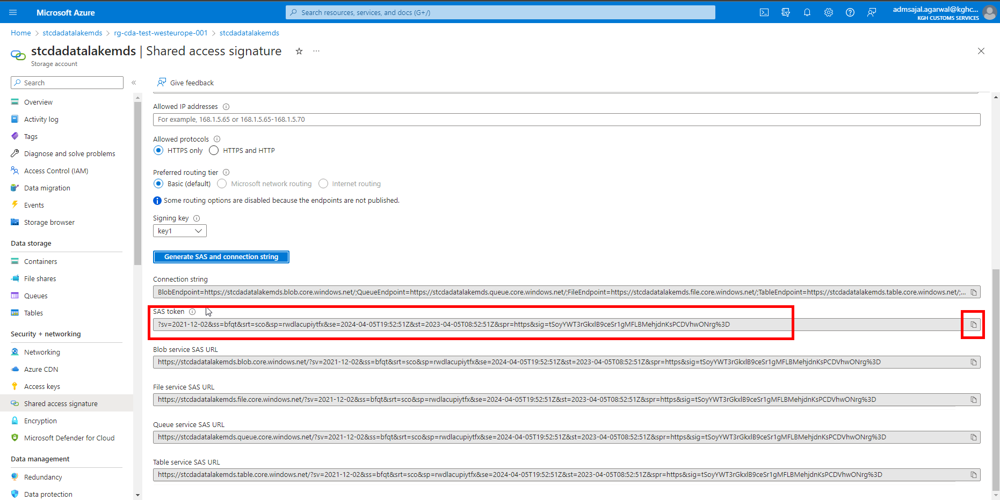 Microsoft Azure
Search resources, services, and docs (G+/)
admsajal.agarwal@kghc...
KGH CUSTOMS SERVICES
Home > stcdadatalakemds > rg-cda-test-westeurope-001 > stcdadatalakemds
stcdadatalakemds | Shared access signature
Storage account
Search
Overview
Activity log
Tags
Diagnose and solve problems
Access Control (IAM)
Data migration
Events
Storage browser
Data storage
Containers
File shares
Queues
Tables
Security + networking
Networking
Azure CDN
Access keys
Shared access signature
Encryption
Microsoft Defender for Cloud
Data management
Redundancy
Data protection
Give feedback
Allowed IP addresses
For example, 168.1.5.65 or 168.1.5.65-168.1.5.70
Allowed protocols
HTTPS only HTTPS and HTTP
Preferred routing tier
Basic (default) Microsoft network routing Internet routing
Some routing options are disabled because the endpoints are not published.
Signing key
key1
Generate SAS and connection string
Connection string
BlobEndpoint=https://stcdadatalakemds.blob.core.windows.net/;QueueEndpoint=https://stcdadatalakemds.queue.core.windows.net/;FileEndpoint=https://stcdadatalakemds.file.core.windows.net/;TableEndpoint=https://stcdadatalakemds.table.core.windows.net/;...
SAS token
?sv=2021-12-02&ss=bfqt&srt=sco&sp=rwdlacupiytfx&se=2024-04-05T19:52:51Z&st=2023-04-05T08:52:51Z&spr=https&sig=tSoyYWT3rGkxlB9ceSr1gMFLBMehjdnKsPCDVhwONrg%3D
Blob service SAS URL
https://stcdadatalakemds.blob.core.windows.net/?sv=2021-12-02&ss=bfqt&srt=sco&sp=rwdlacupiytfx&se=2024-04-05T19:52:51Z&st=2023-04-05T08:52:51Z&spr=https&sig=tSoyYWT3rGkxlB9ceSr1gMFLBMehjdnKsPCDVhwONrg%3D
File service SAS URL
https://stcdadatalakemds.file.core.windows.net/?sv=2021-12-02&ss=bfqt&srt=sco&sp=rwdlacupiytfx&se=2024-04-05T19:52:51Z&st=2023-04-05T08:52:51Z&spr=https&sig=tSoyYWT3rGkxlB9ceSr1gMFLBMehjdnKsPCDVhwONrg%3D
Queue service SAS URL
https://stcdadatalakemds.queue.core.windows.net/?sv=2021-12-02&ss=bfqt&srt=sco&sp=rwdlacupiytfx&se=2024-04-05T19:52:51Z&st=2023-04-05T08:52:51Z&spr=https&sig=tSoyYWT3rGkxlB9ceSr1gMFLBMehjdnKsPCDVhwONrg%3D
Table service SAS URL
https://stcdadatalakemds.table.core.windows.net/?sv=2021-12-02&ss=bfqt&srt=sco&sp=rwdlacupiytfx&se=2024-04-05T19:52:51Z&st=2023-04-05T08:52:51Z&spr=https&sig=tSoyYWT3rGkxlB9ceSr1gMFLBMehjdnKsPCDVhwONrg%3D